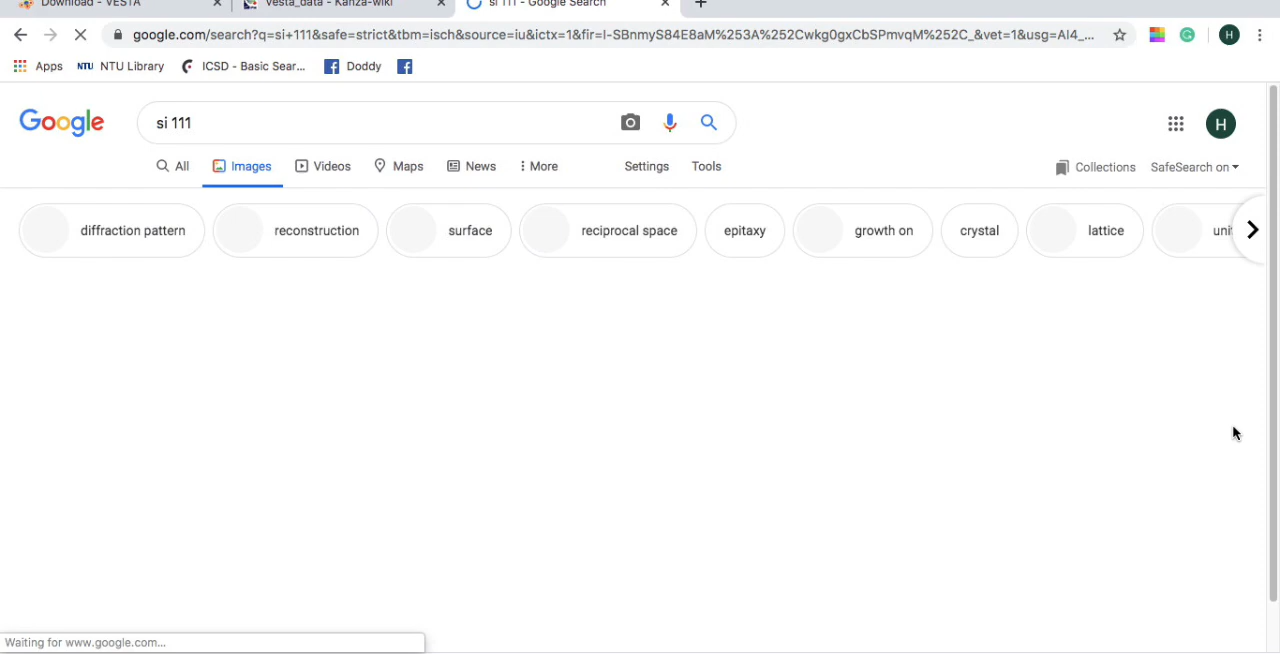 Download - VESTA × Vesta_data - Kanza-wiki × si 111 - Google Search × +
google.com/search?q=si+111&safe=strict&tbm=isch&source=iu&ictx=1&fir=I-SBnmyS84E8aM%253A%252Cwkg0gxCbSPmvqM%252C_&vet=1&usg=AI4_... H
Apps NTU NTU Library ICSD - Basic Sear... Doddy
Google si 111 H
All Images Videos Maps News More Settings Tools Collections SafeSearch on
diffraction pattern reconstruction surface reciprocal space epitaxy growth on crystal lattice
Waiting for www.google.com...